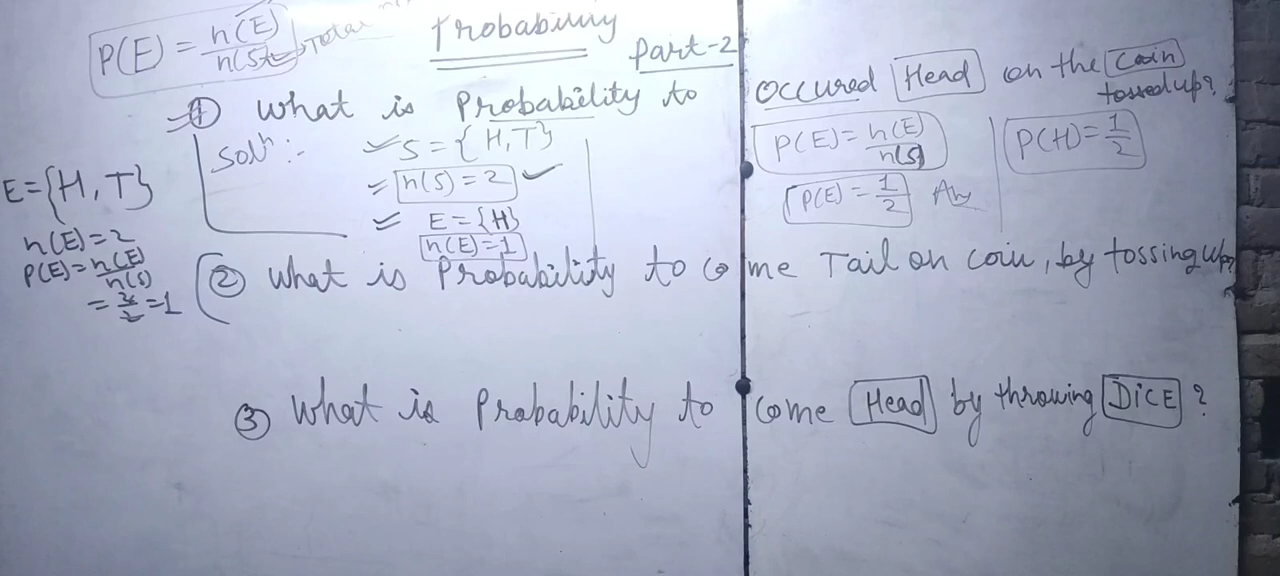 P(E) = n(E)/n(S) → Total
Probability
Part-2
① What is Probability to occured Head on the Coin
tossed up?
Solⁿ :-
S = {H, T}
n(S) = 2
E = {H}
n(E) = 1
P(E) = n(E)/n(S)
P(E) = 1/2 Ans
P(H) = 1/2
E = {H, T}
n(E) = 2
P(E) = n(E)/n(S)
= 2/2 = 1
② What is Probability to come Tail on coin, by tossing up?
③ What is Probability to come Head by throwing DiCE ?